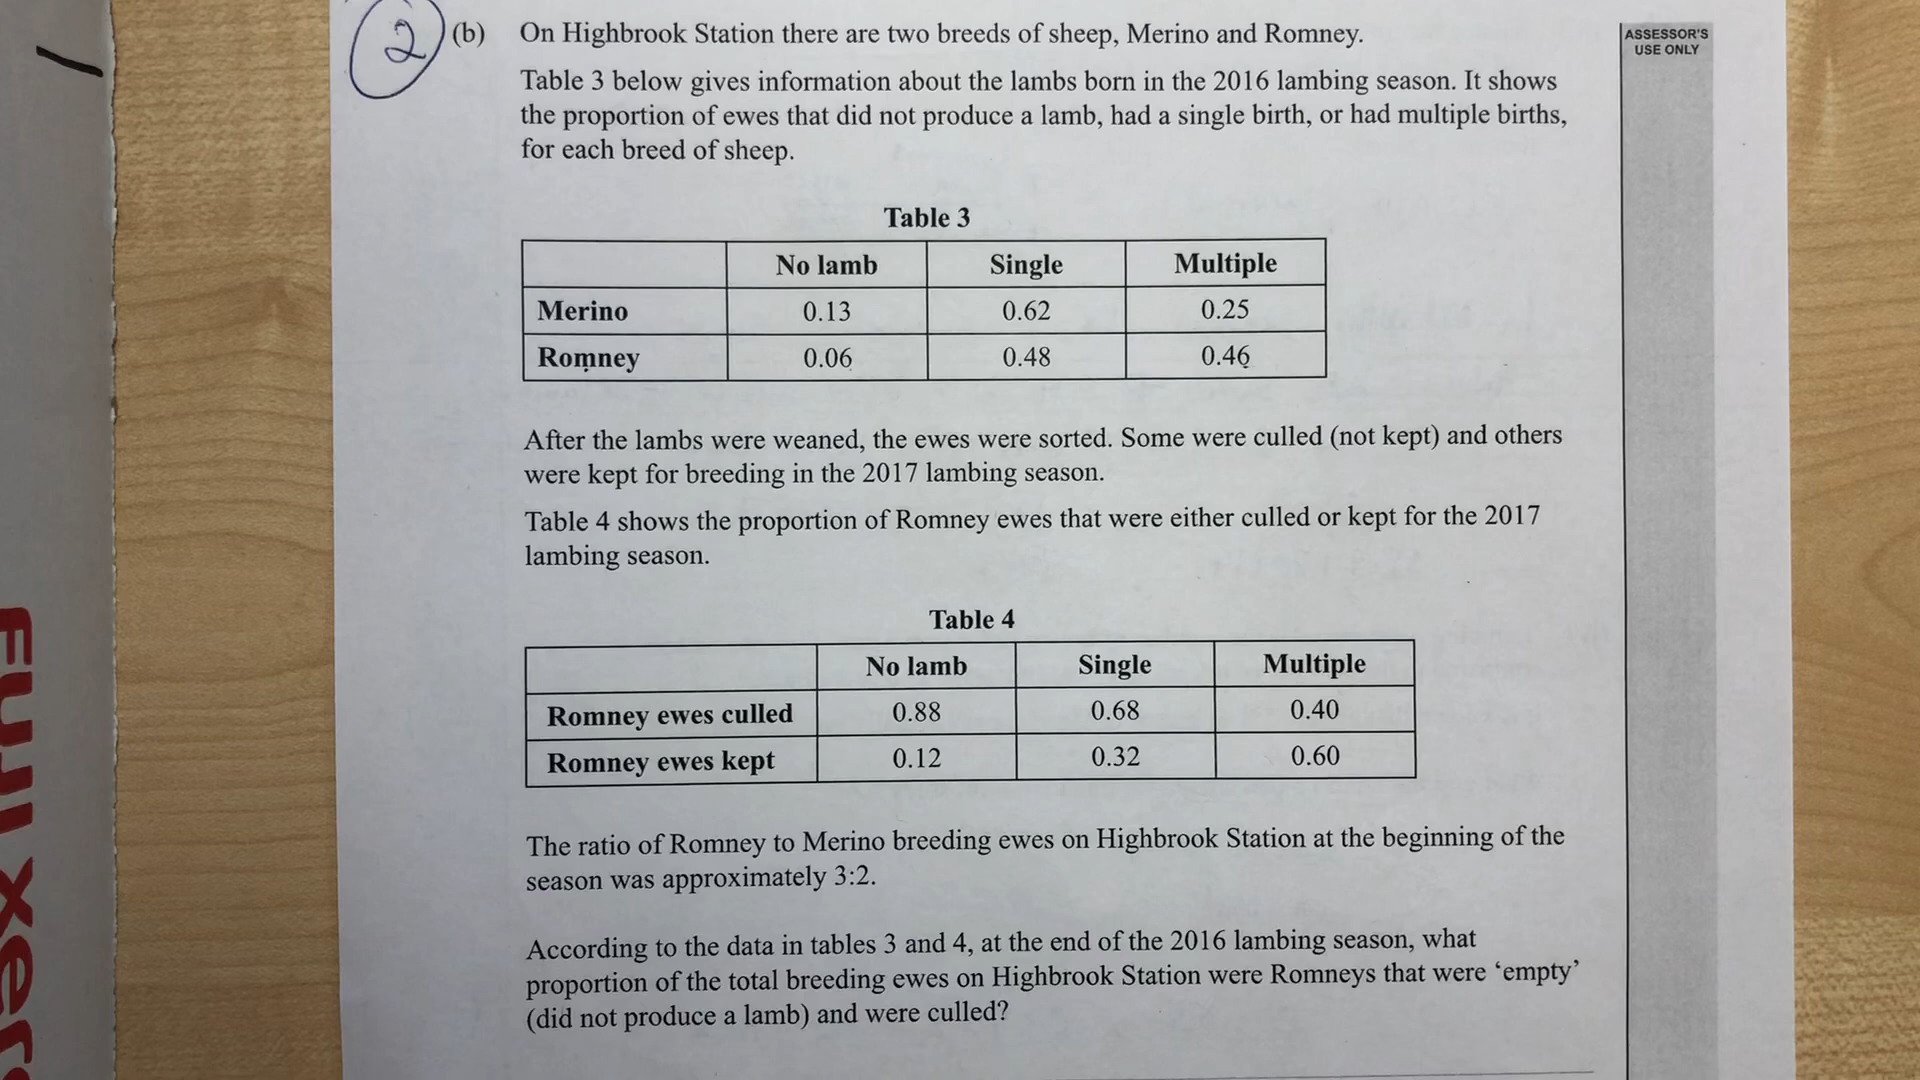 2
(b) On Highbrook Station there are two breeds of sheep, Merino and Romney.
ASSESSOR'S
USE ONLY
Table 3 below gives information about the lambs born in the 2016 lambing season. It shows
the proportion of ewes that did not produce a lamb, had a single birth, or had multiple births,
for each breed of sheep.
Table 3
No lamb Single Multiple
Merino 0.13 0.62 0.25
Romney 0.06 0.48 0.46
After the lambs were weaned, the ewes were sorted. Some were culled (not kept) and others
were kept for breeding in the 2017 lambing season.
Table 4 shows the proportion of Romney ewes that were either culled or kept for the 2017
lambing season.
Table 4
No lamb Single Multiple
Romney ewes culled 0.88 0.68 0.40
Romney ewes kept 0.12 0.32 0.60
The ratio of Romney to Merino breeding ewes on Highbrook Station at the beginning of the
season was approximately 3:2.
According to the data in tables 3 and 4, at the end of the 2016 lambing season, what
proportion of the total breeding ewes on Highbrook Station were Romneys that were ‘empty’
(did not produce a lamb) and were culled?
FUJI xer